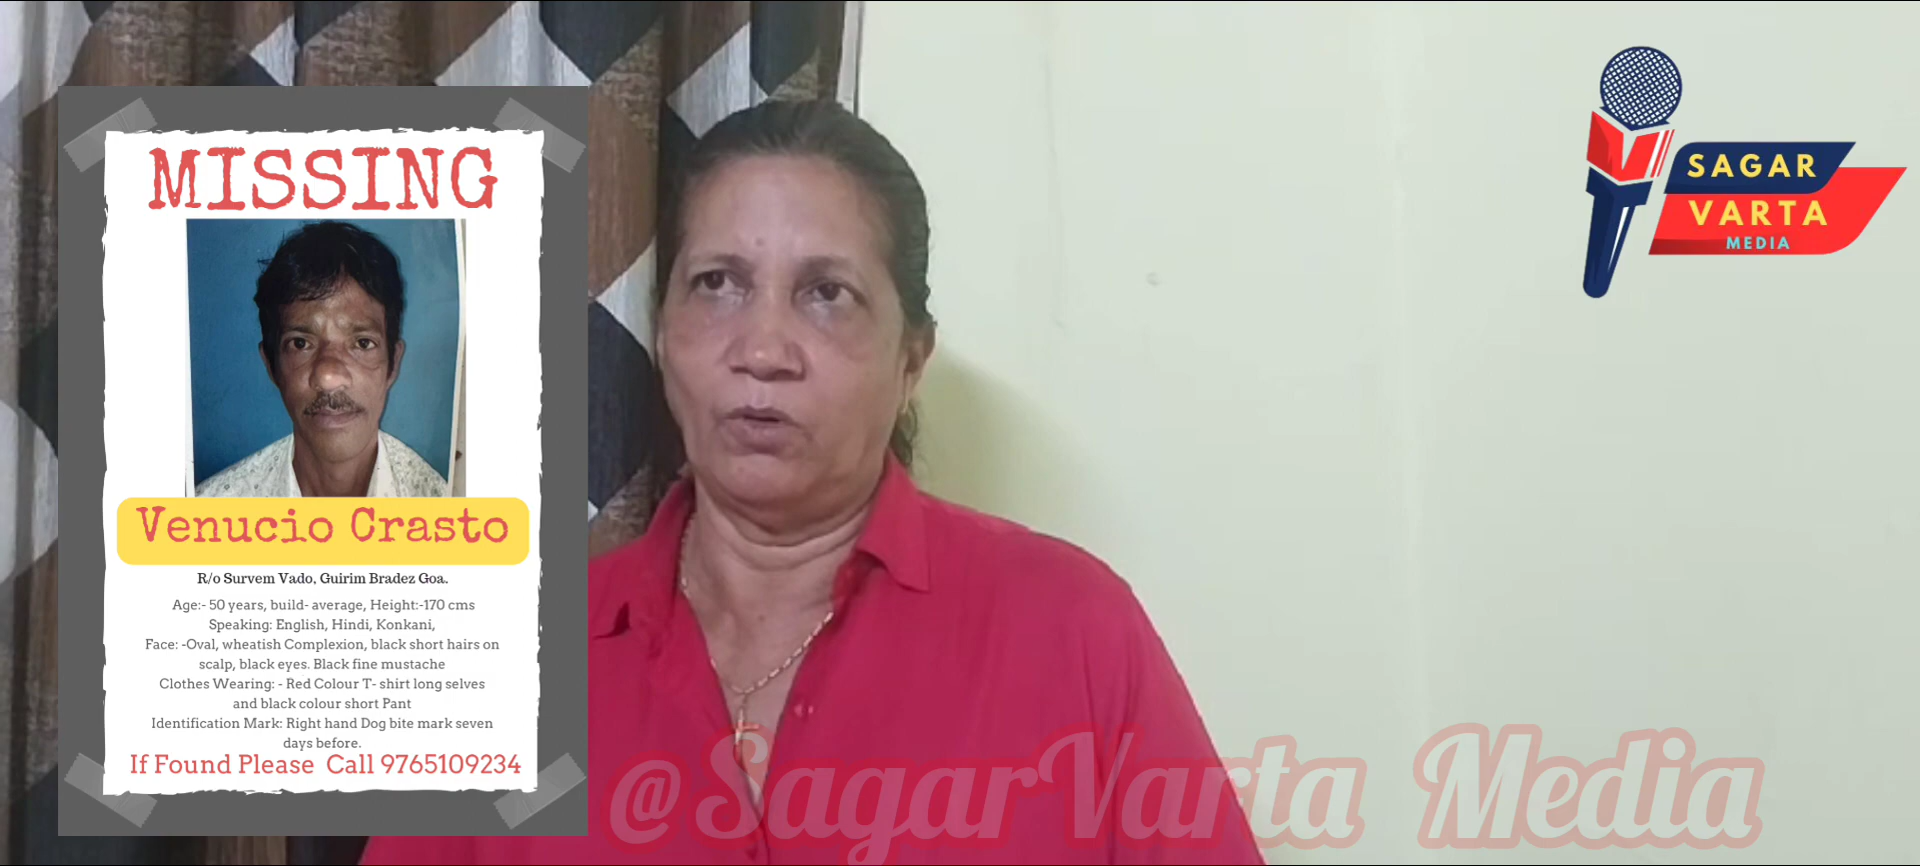 MISSING
Venucio Crasto
R/o Survem Vado, Guirim Bradez Goa.
Age:- 50 years, build- average, Height:-170 cms
Speaking: English, Hindi, Konkani,
Face: -Oval, wheatish Complexion, black short hairs on
scalp, black eyes. Black fine mustache
Clothes Wearing: - Red Colour T- shirt long selves
and black colour short Pant
Identification Mark: Right hand Dog bite mark seven
days before.
If Found Please Call 9765109234
SAGAR
VARTA
MEDIA
@SagarVarta Media